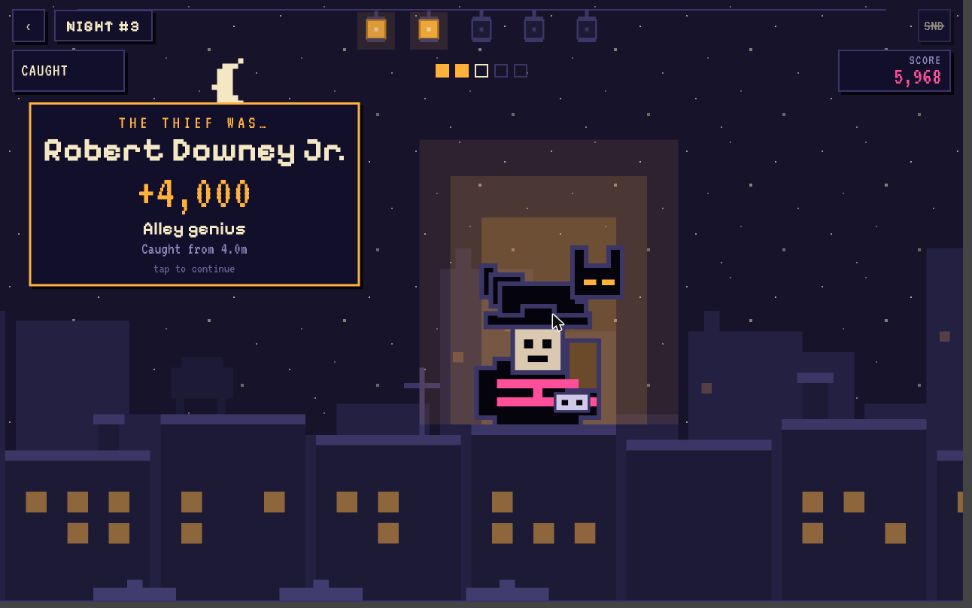 ‹
NIGHT #3
SND
CAUGHT
SCORE
5,968
THE THIEF WAS…
Robert Downey Jr.
+4,000
Alley genius
Caught from 4.0m
tap to continue